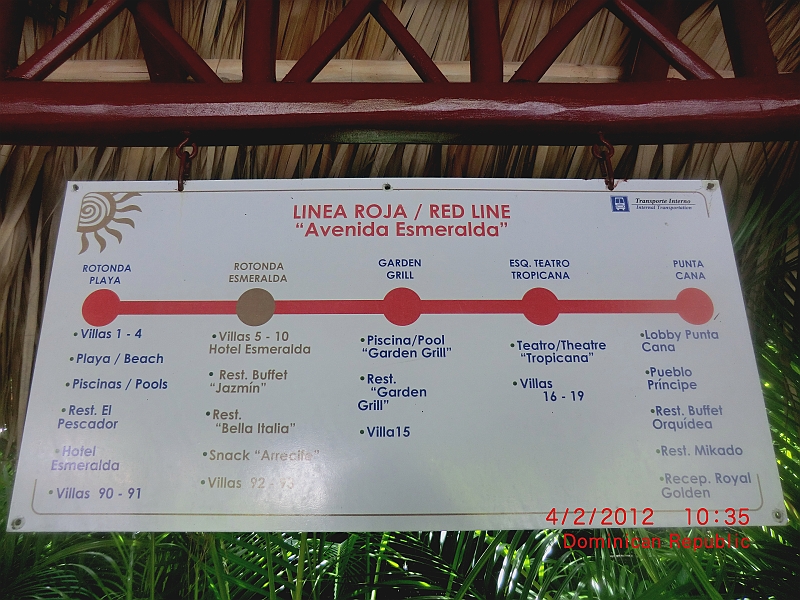 LINEA ROJA / RED LINE
"Avenida Esmeralda"
Transporte Interno
Internal Transportation
ROTONDA
PLAYA
•Villas 1 - 4
•Playa / Beach
•Piscinas / Pools
•Rest. El
Pescador
•Hotel
Esmeralda
•Villas 90 - 91
ROTONDA
ESMERALDA
•Villas 5 - 10
Hotel Esmeralda
•Rest. Buffet
"Jazmín"
•Rest.
"Bella Italia"
•Snack "Arrecife"
•Villas 92 - 93
GARDEN
GRILL
•Piscina/Pool
"Garden Grill"
•Rest.
"Garden
Grill"
•Villa15
ESQ. TEATRO
TROPICANA
•Teatro/Theatre
"Tropicana"
•Villas
16 - 19
PUNTA
CANA
•Lobby Punta
Cana
•Pueblo
Príncipe
•Rest. Buffet
Orquídea
•Rest. Mikado
•Recep. Royal
Golden
4/2/2012 10:35
Dominican Republic